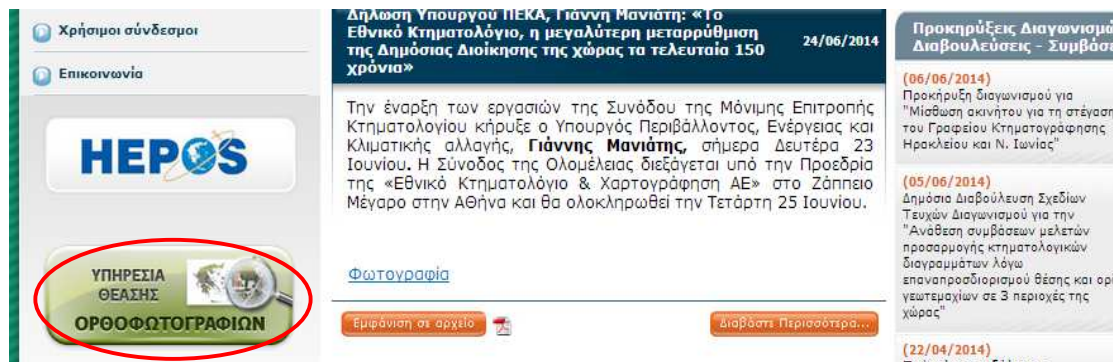 Χρήσιμοι σύνδεσμοι
Επικοινωνία
HEPOS
ΥΠΗΡΕΣΙΑ
ΘΕΑΣΗΣ
ΟΡΘΟΦΩΤΟΓΡΑΦΙΩΝ
Δήλωση Υπουργού ΠΕΚΑ, Γιάννη Μανιάτη: «Το
Εθνικό Κτηματολόγιο, η μεγαλύτερη μεταρρύθμιση
της Δημόσιας Διοίκησης της χώρας τα τελευταία 150
χρόνια»
24/06/2014
Την έναρξη των εργασιών της Συνόδου της Μόνιμης Επιτροπής
Κτηματολογίου κήρυξε ο Υπουργός Περιβάλλοντος, Ενέργειας και
Κλιματικής αλλαγής, Γιάννης Μανιάτης, σήμερα Δευτέρα 23
Ιουνίου. Η Σύνοδος της Ολομέλειας διεξάγεται υπό την Προεδρία
της «Εθνικό Κτηματολόγιο & Χαρτογράφηση ΑΕ» στο Ζάππειο
Μέγαρο στην Αθήνα και θα ολοκληρωθεί την Τετάρτη 25 Ιουνίου.
Φωτογραφία
Εμφάνιση σε αρχείο
Διαβάστε Περισσότερα...
Προκηρύξεις Διαγωνισμώ
Διαβουλεύσεις - Συμβάσε
(06/06/2014)
Προκήρυξη διαγωνισμού για
"Μίσθωση ακινήτου για τη στέγαση
του Γραφείου Κτηματογράφησης
Ηρακλείου και Ν. Ιωνίας"
(05/06/2014)
Δημόσια Διαβούλευση Σχεδίων
Τευχών Διαγωνισμού για την
"Ανάθεση συμβάσεων μελετών
προσαρμογής κτηματολογικών
διαγραμμάτων λόγω
επαναπροσδιορισμού θέσης και ορι
γεωτεμαχίων σε 3 περιοχές της
χώρας"
(22/04/2014)